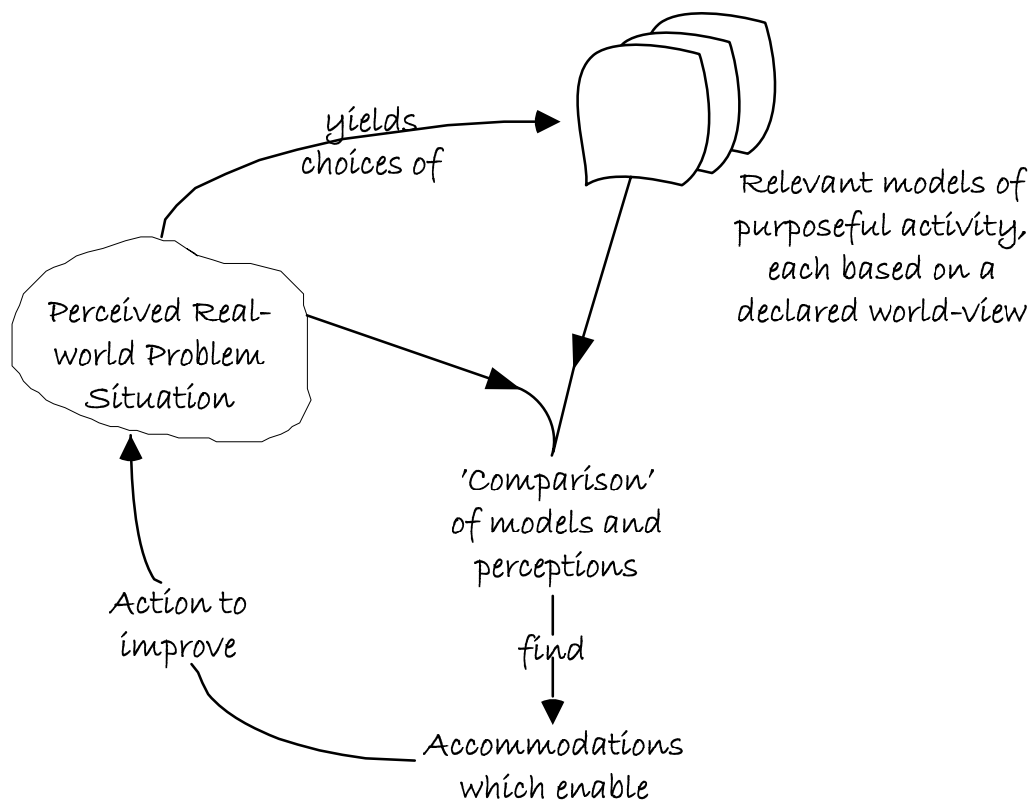 yields
choices of
Relevant models of
purposeful activity,
each based on a
declared world-view
Perceived Real-
world Problem
Situation
'Comparison'
of models and
perceptions
find
Accommodations
which enable
Action to
improve